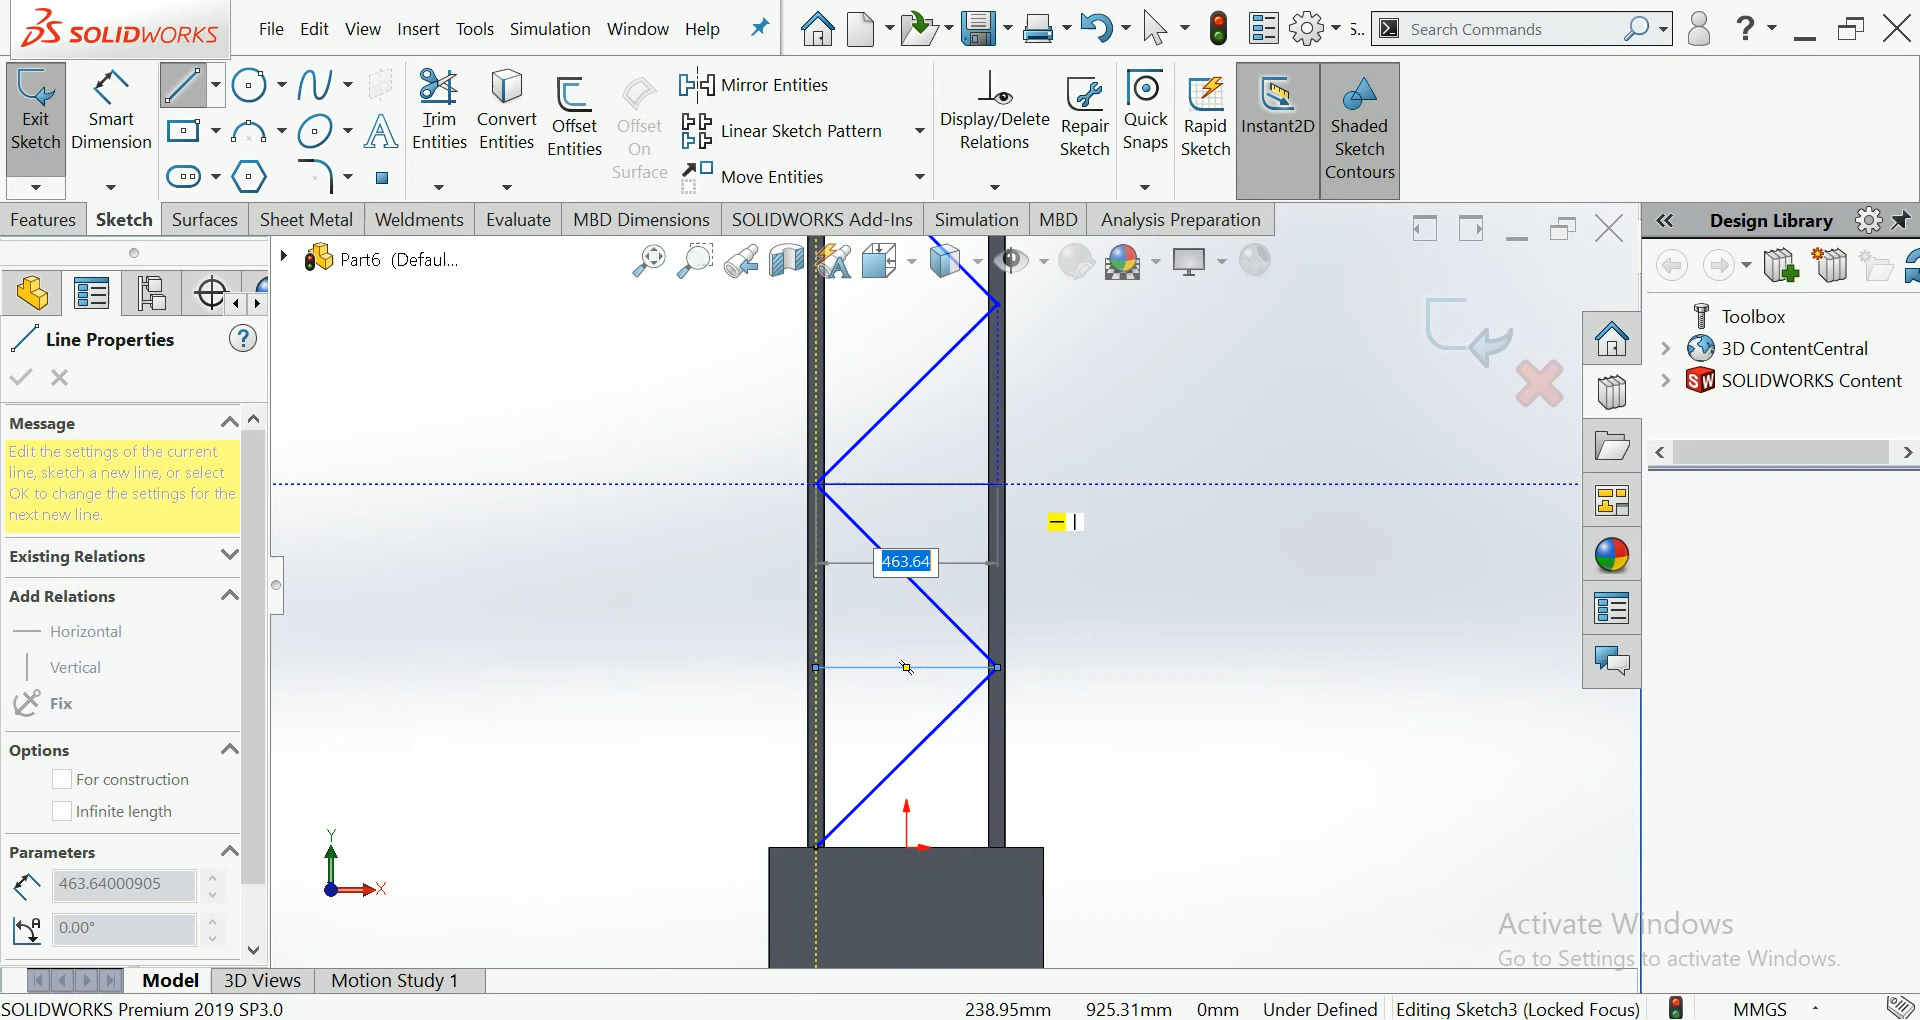 SOLIDWORKS
File Edit View Insert Tools Simulation Window Help
S..
Search Commands
Exit Sketch
Smart Dimension
Trim Entities
Convert Entities
Offset Entities
Offset On Surface
Mirror Entities
Linear Sketch Pattern
Move Entities
Display/Delete Relations
Repair Sketch
Quick Snaps
Rapid Sketch
Instant2D
Shaded Sketch Contours
Features Sketch Surfaces Sheet Metal Weldments Evaluate MBD Dimensions SOLIDWORKS Add-Ins Simulation MBD Analysis Preparation
Design Library
Part6 (Defaul...
Toolbox
3D ContentCentral
SOLIDWORKS Content
Line Properties
Message
Edit the settings of the current
line, sketch a new line, or select
OK to change the settings for the
next new line.
Existing Relations
Add Relations
Horizontal
Vertical
Fix
Options
For construction
Infinite length
Parameters
463.64000905
0.00°
463.64
Y
X
Activate Windows
Go to Settings to activate Windows.
Model 3D Views Motion Study 1
SOLIDWORKS Premium 2019 SP3.0
238.95mm 925.31mm 0mm Under Defined Editing Sketch3 (Locked Focus) MMGS